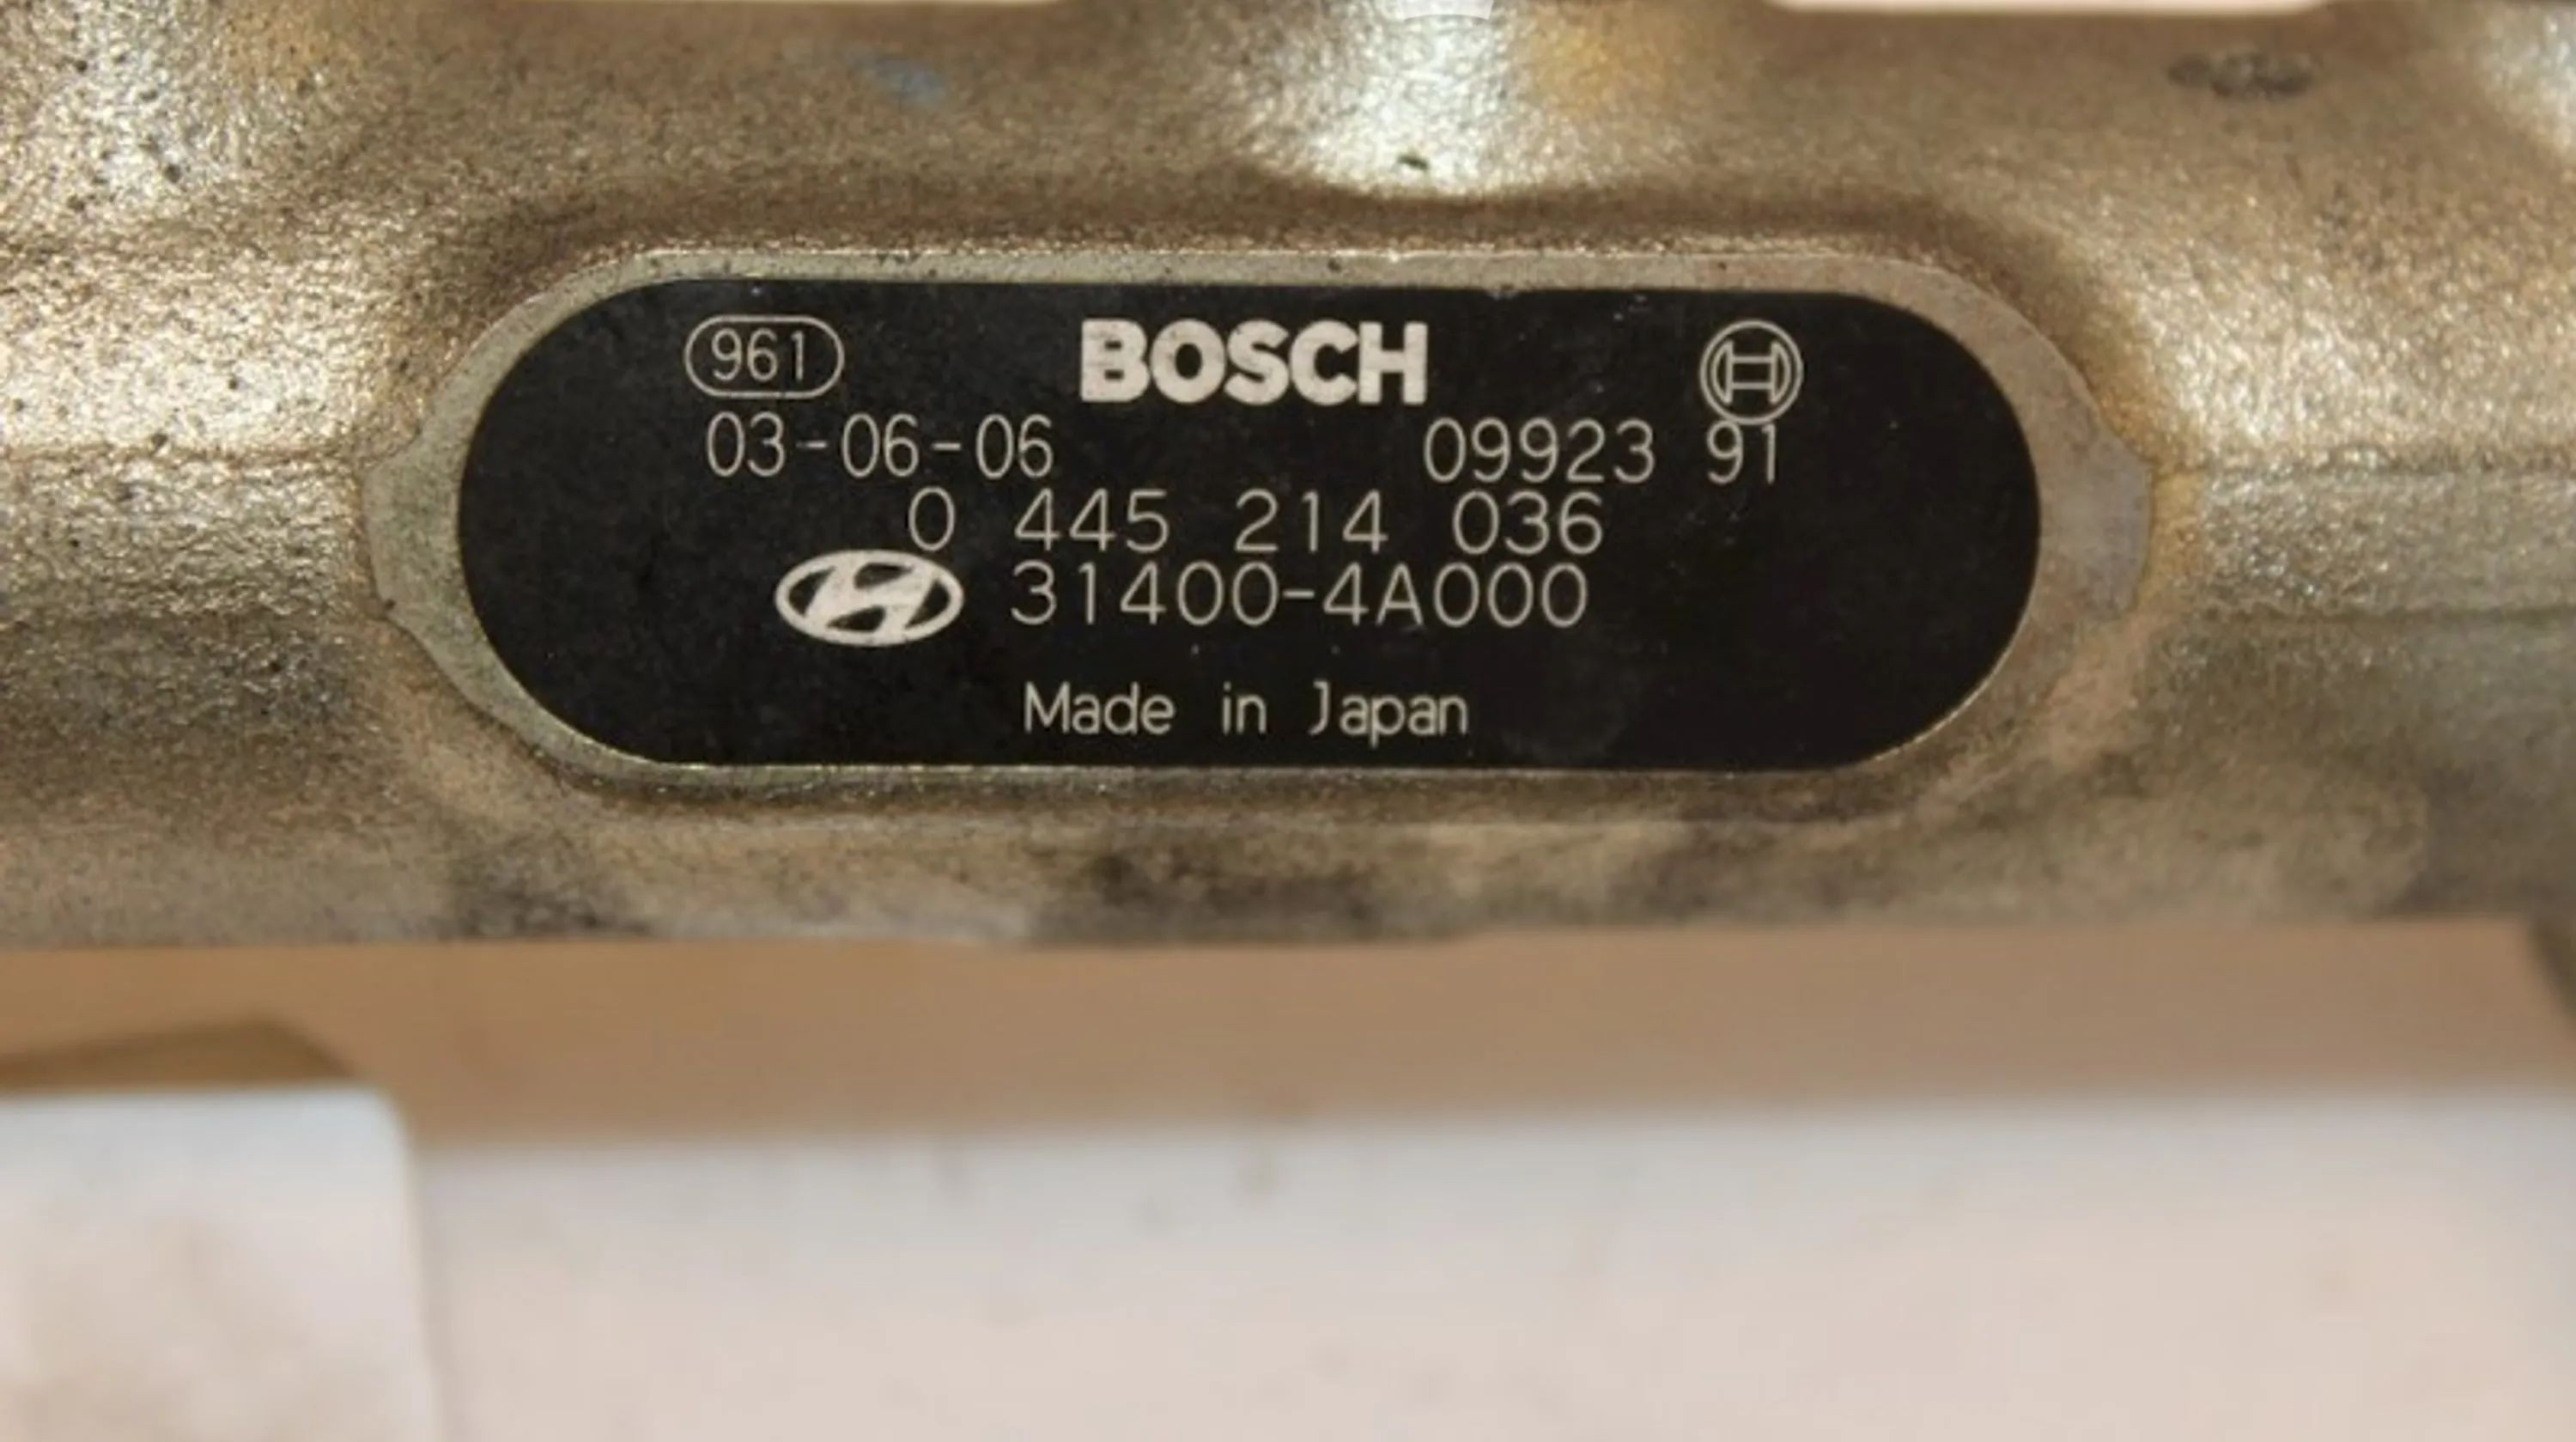 961 BOSCH
03-06-06 09923 91
0 445 214 036
31400-4A000
Made in Japan